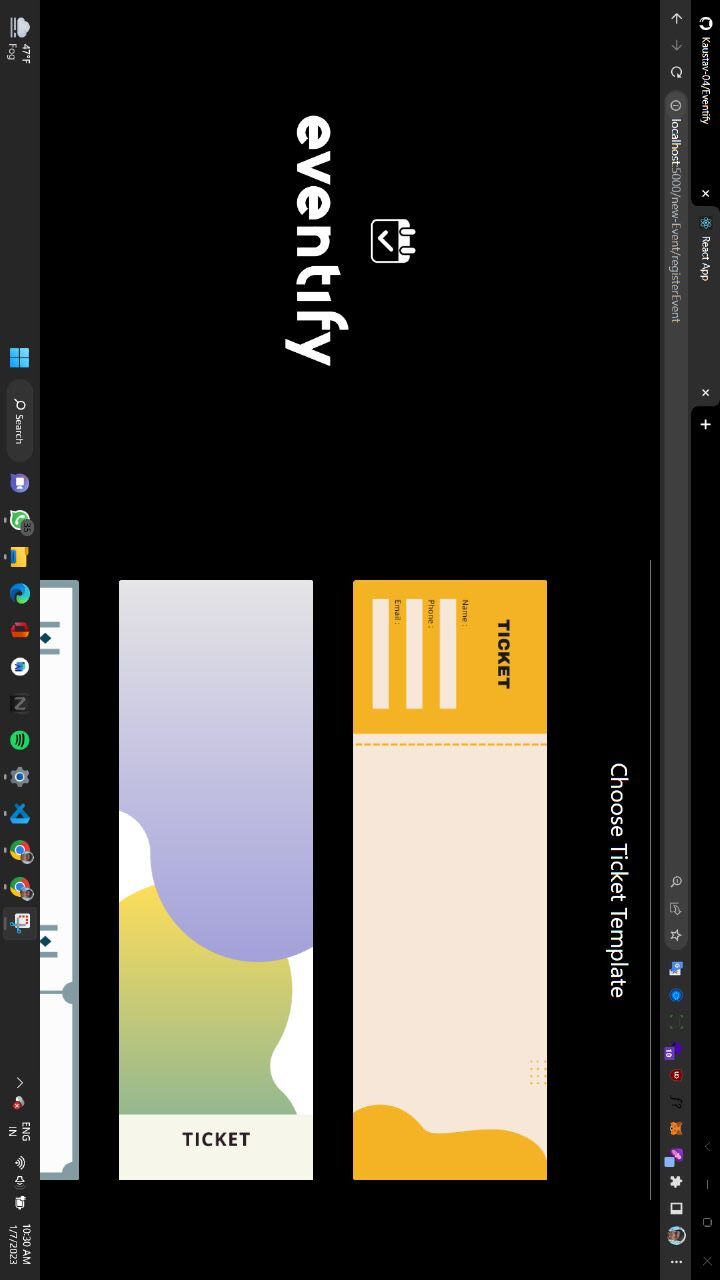 Kaustav-04/Eventify
React App
localhost:5000/new-Event/registerEvent
eventify
Choose Ticket Template
TICKET
Name :
Phone :
Email :
TICKET
47°F
Fog
Search
ENG
IN
10:30 AM
1/7/2023